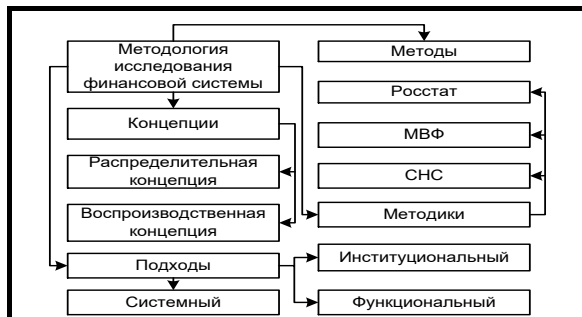 Методология
исследования
финансовой системы
Концепции
Распределительная
концепция
Воспроизводственная
концепция
Подходы
Системный
Методы
Росстат
МВФ
СНС
Методики
Институциональный
Функциональный